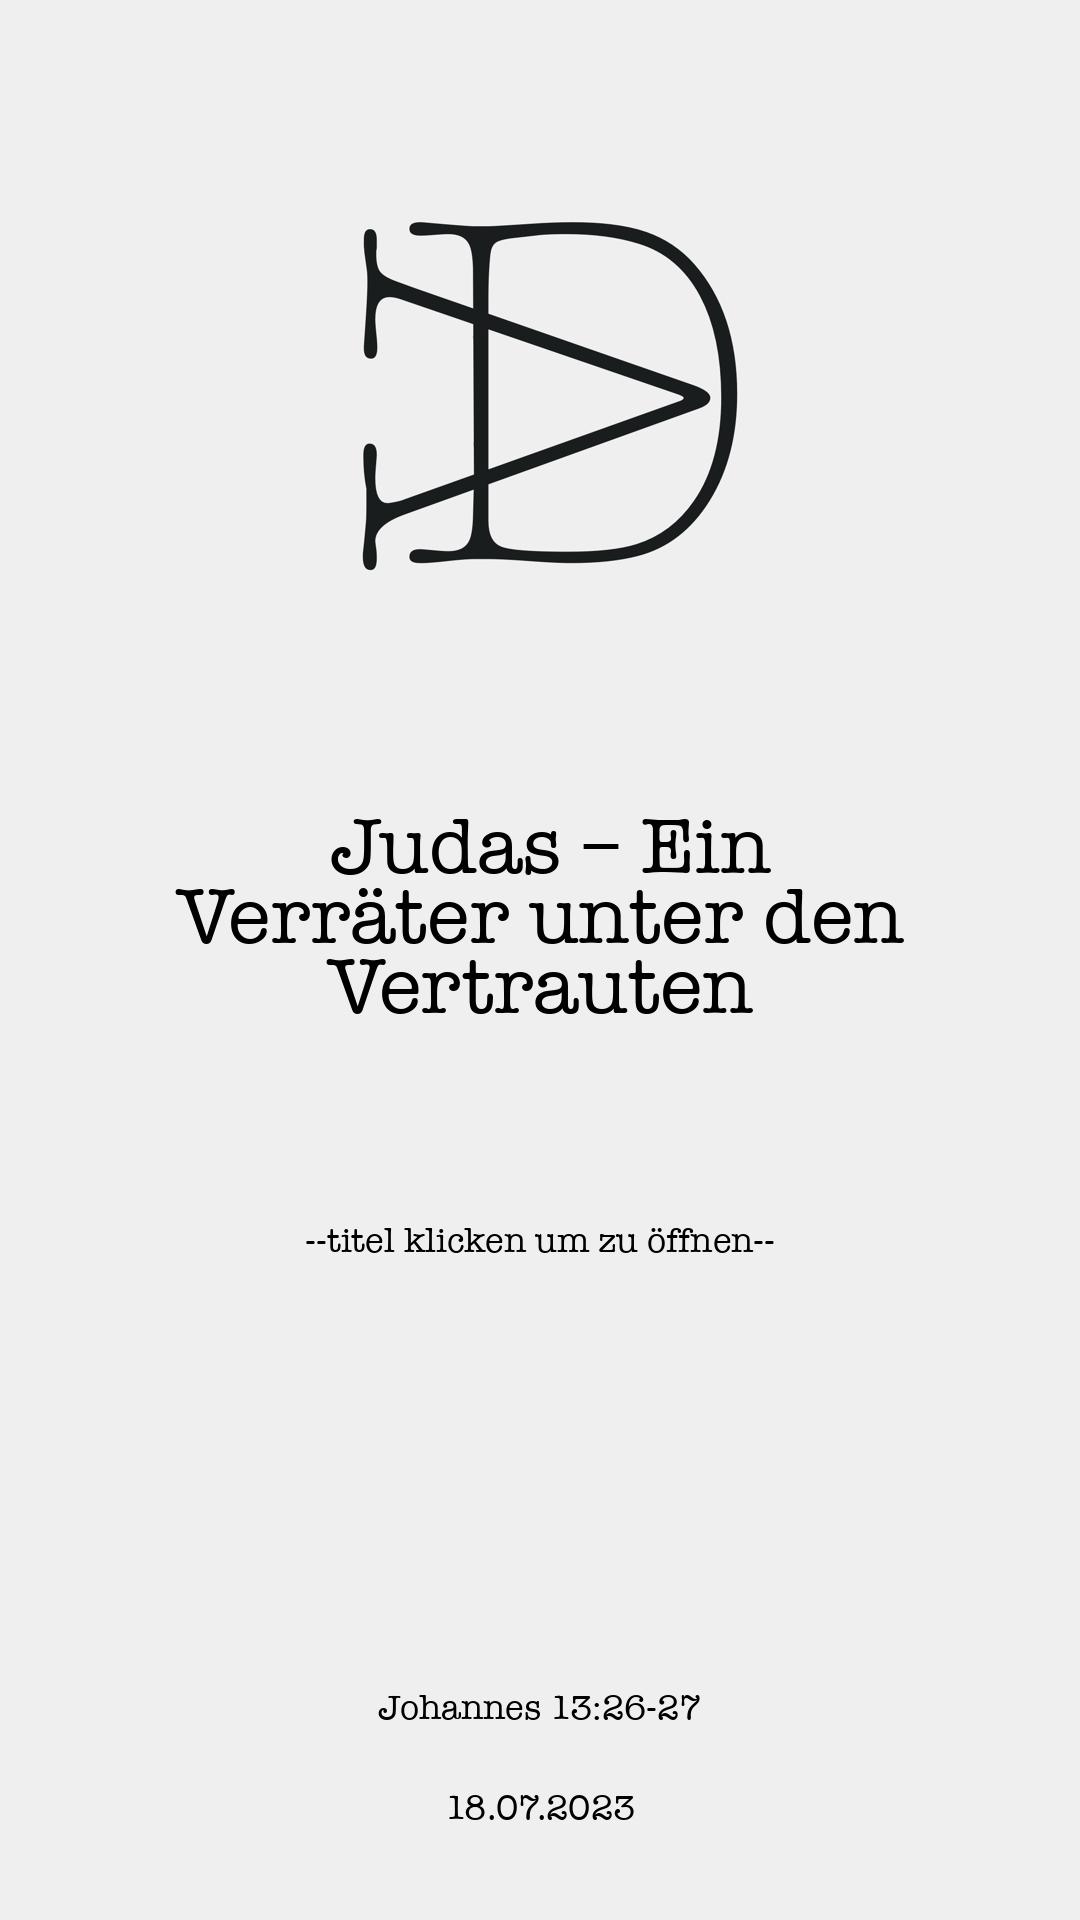 Judas – Ein
Verräter unter den
Vertrauten
--titel klicken um zu öffnen--
Johannes 13:26-27
18.07.2023